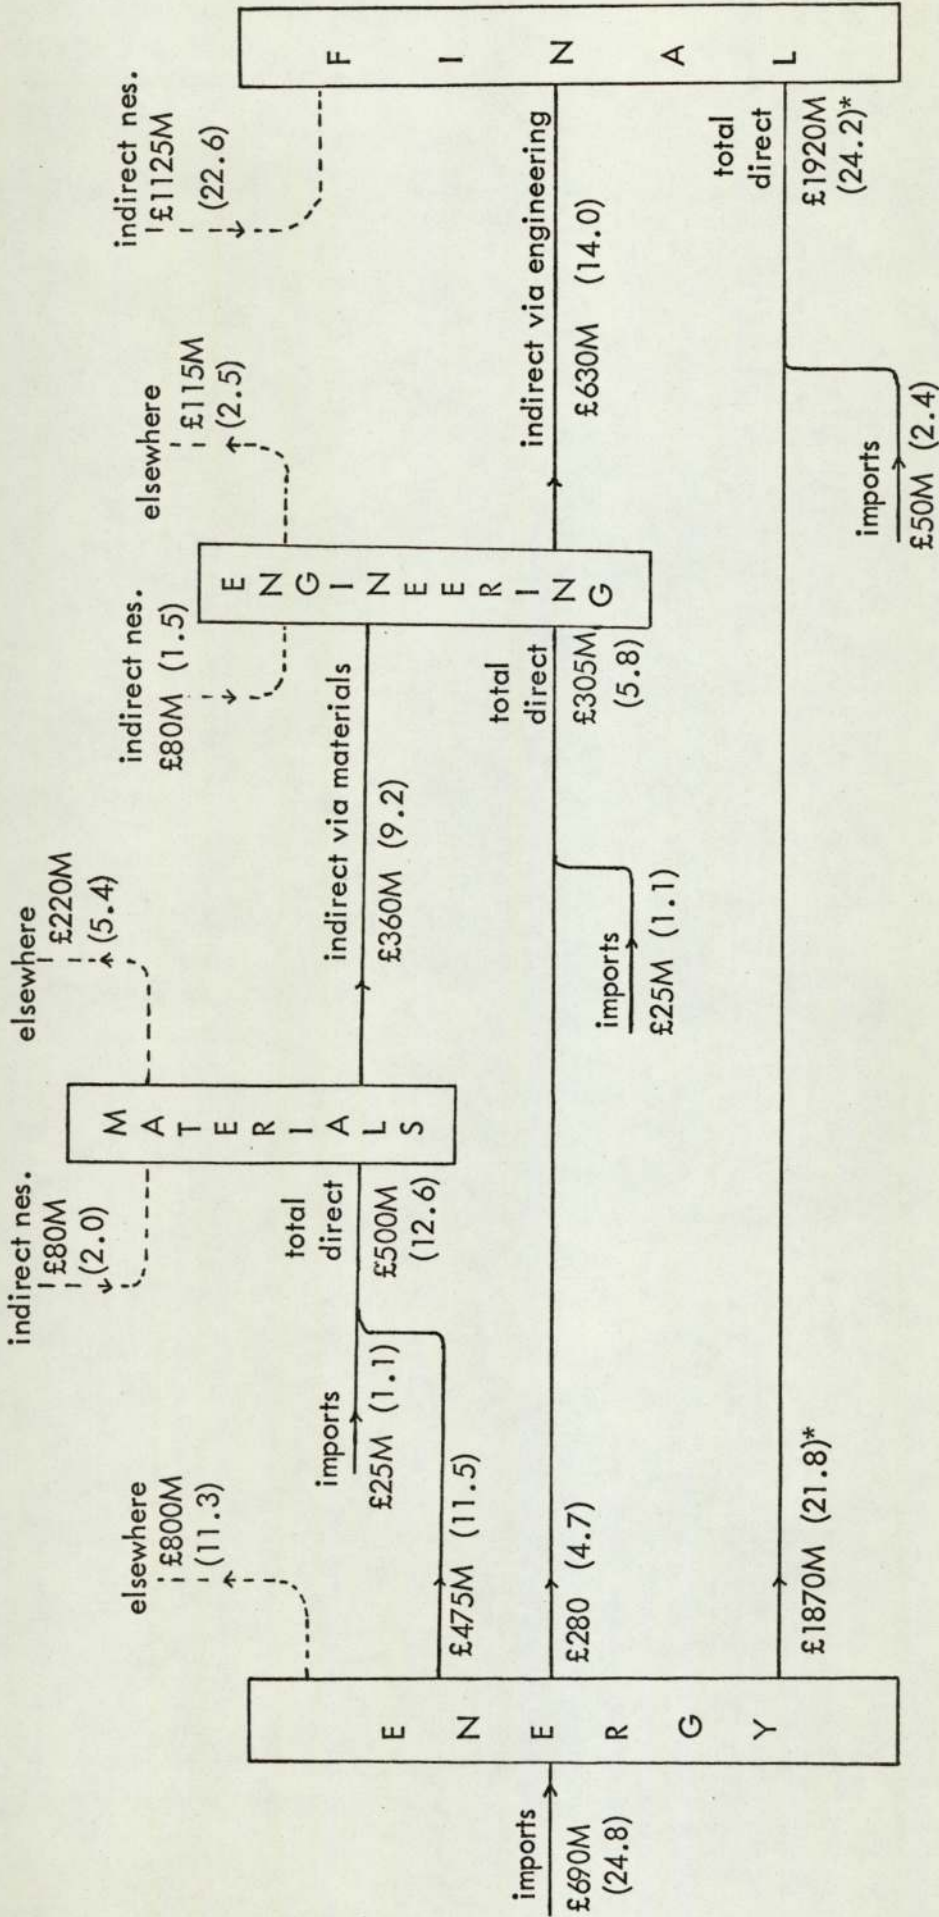 imports
£690M
(24.8)
ENERGY
elsewhere
£800M
(11.3)
£475M (11.5)
£280 (4.7)
£1870M (21.8)*
imports
£25M (1.1)
total
direct
£500M
(12.6)
indirect nes.
£80M
(2.0)
MATERIALS
elsewhere
£220M
(5.4)
indirect via materials
£360M (9.2)
imports
£25M (1.1)
total
direct
£305M
(5.8)
indirect nes.
£80M (1.5)
ENGINEERING
elsewhere
£115M
(2.5)
indirect via engineering
£630M (14.0)
imports
£50M (2.4)
indirect nes.
£1125M
(22.6)
total
direct
£1920M
(24.2)*
FINAL